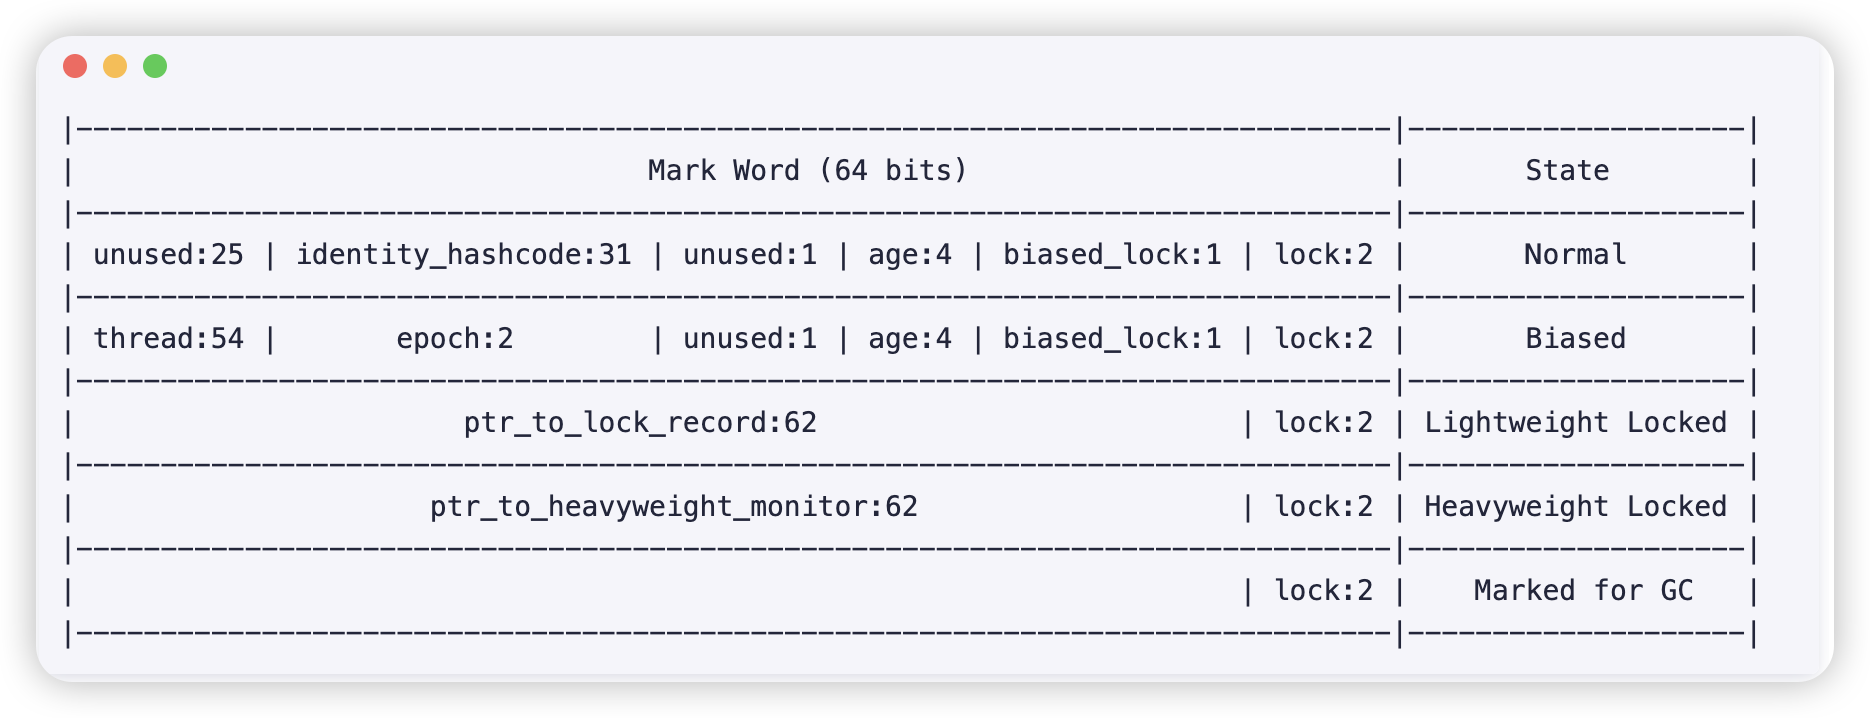 |------------------------------------------------------------------------------|--------------------|
|                                  Mark Word (64 bits)                         |       State        |
|------------------------------------------------------------------------------|--------------------|
| unused:25 | identity_hashcode:31 | unused:1 | age:4 | biased_lock:1 | lock:2 |       Normal       |
|------------------------------------------------------------------------------|--------------------|
| thread:54 |       epoch:2        | unused:1 | age:4 | biased_lock:1 | lock:2 |       Biased       |
|------------------------------------------------------------------------------|--------------------|
|                       ptr_to_lock_record:62                         | lock:2 | Lightweight Locked |
|------------------------------------------------------------------------------|--------------------|
|                     ptr_to_heavyweight_monitor:62                   | lock:2 | Heavyweight Locked |
|------------------------------------------------------------------------------|--------------------|
|                                                                     | lock:2 |    Marked for GC   |
|------------------------------------------------------------------------------|--------------------|